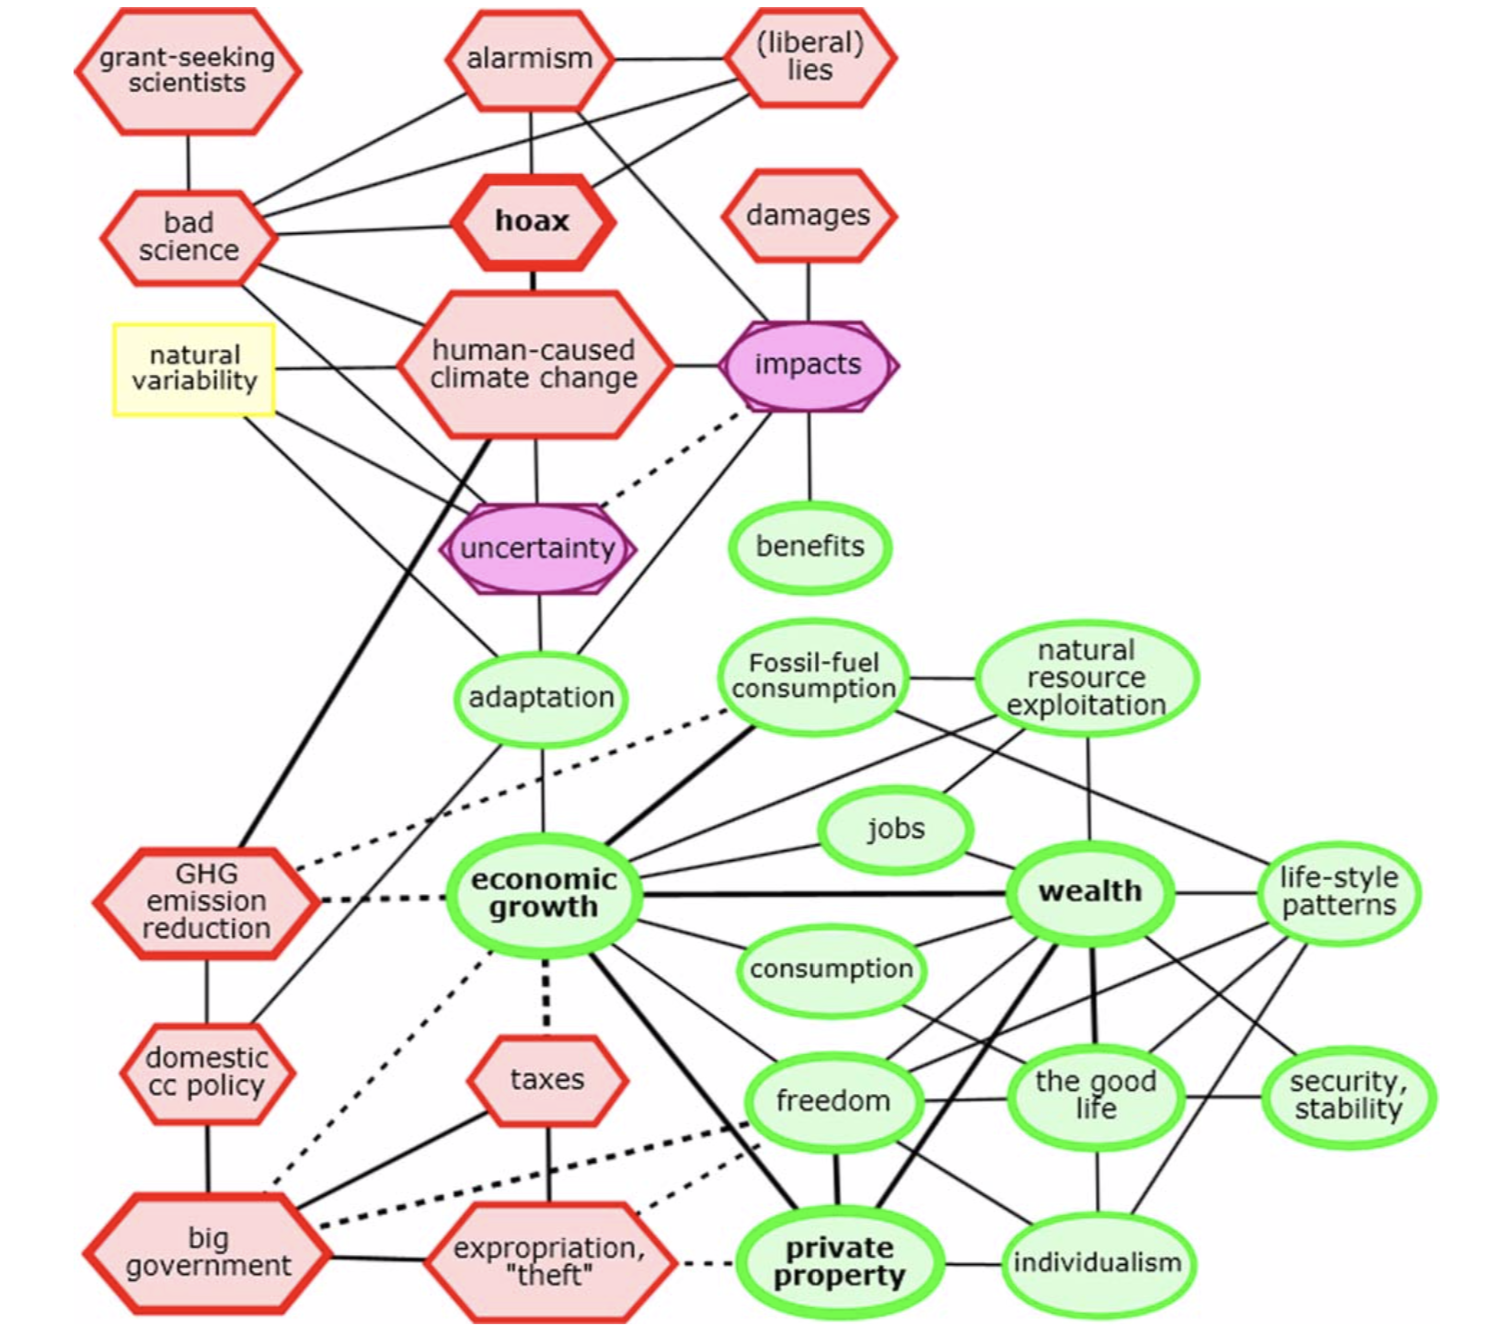 grant-seeking
scientists
alarmism
(liberal)
lies
bad
science
hoax
damages
natural
variability
human-caused
climate change
impacts
uncertainty
benefits
adaptation
Fossil-fuel
consumption
natural
resource
exploitation
jobs
GHG
emission
reduction
economic
growth
wealth
life-style
patterns
consumption
domestic
cc policy
taxes
freedom
the good
life
security,
stability
big
government
expropriation,
"theft"
private
property
individualism